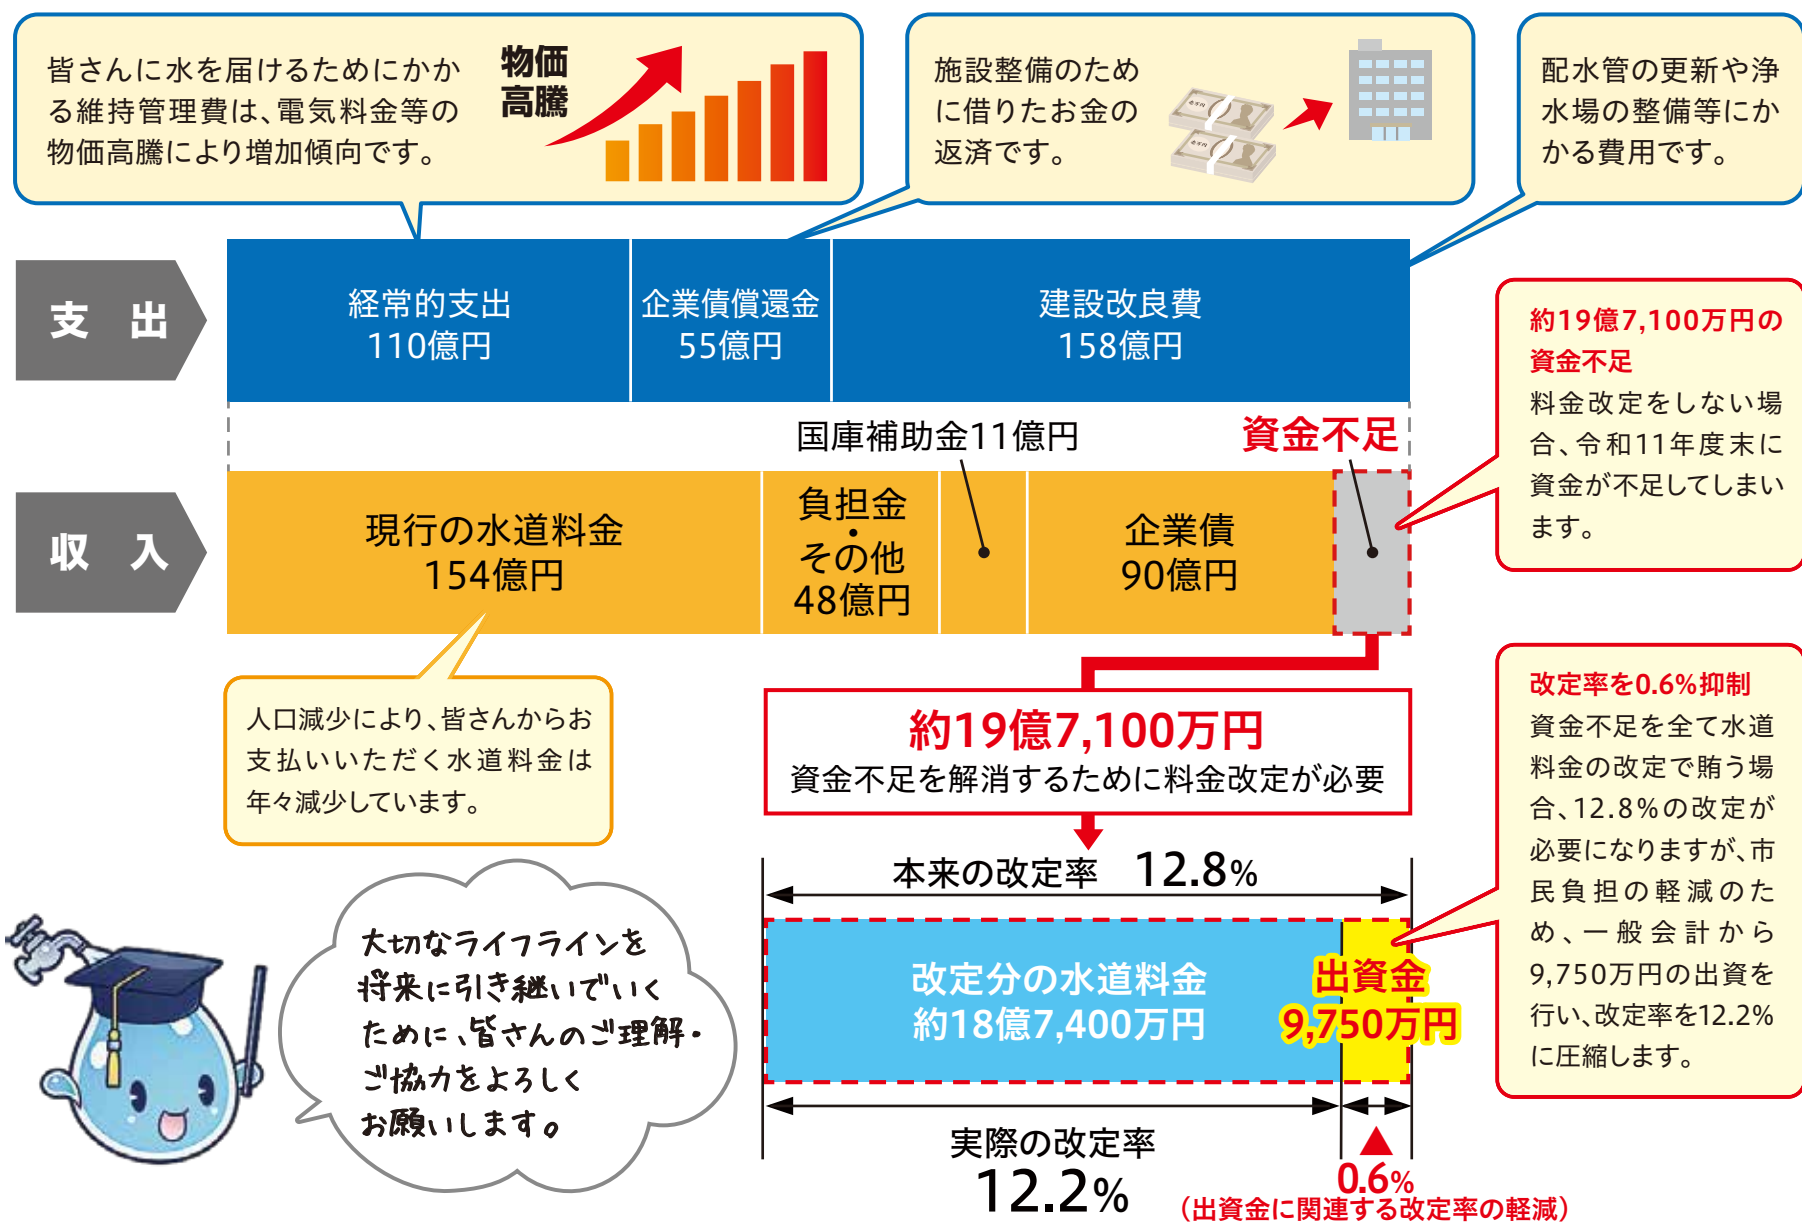 皆さんに水を届けるためにかか
る維持管理費は、電気料金等の
物価高騰により増加傾向です。
物価
高騰
施設整備のため
に借りたお金の
返済です。
配水管の更新や浄
水場の整備等にか
かる費用です。
支 出
経常的支出
110億円
企業債償還金
55億円
建設改良費
158億円
約19億7,100万円の
資金不足
料金改定をしない場
合、令和11年度末に
資金が不足してしまい
ます。
国庫補助金11億円
資金不足
収 入
現行の水道料金
154億円
負担金
・
その他
48億円
企業債
90億円
人口減少により、皆さんからお
支払いいただく水道料金は
年々減少しています。
約19億7,100万円
資金不足を解消するために料金改定が必要
改定率を0.6%抑制
資金不足を全て水道
料金の改定で賄う場
合、12.8%の改定が
必要になりますが、市
民負担の軽減のた
め、一般会計から
9,750万円の出資を
行い、改定率を12.2%
に圧縮します。
本来の改定率 12.8%
改定分の水道料金
約18億7,400万円
出資金
9,750万円
実際の改定率
12.2%
▲
0.6%
（出資金に関連する改定率の軽減）
大切なライフラインを
将来に引き継いでいく
ために、皆さんのご理解・
ご協力をよろしく
お願いします。